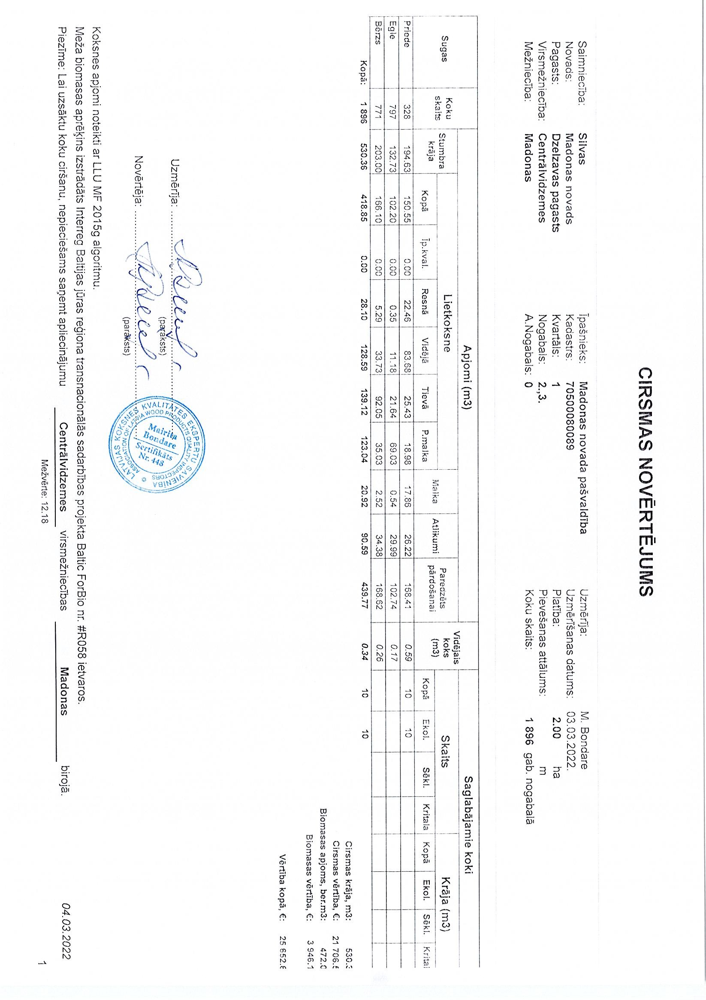 CIRSMAS NOVĒRTĒJUMS
Saimniecība: Silvas Īpašnieks: Madonas novada pašvaldība Uzmērīja: M. Bondare
Novads: Madonas novads Kadastrs: 70500080089 Uzmērīšanas datums: 03.03.2022.
Pagasts: Dzelzavas pagasts Kvartāls: 1 Platība: 2.00 ha
Virsmežniecība: Centrālvidzemes Nogabals: 2.,3. Pievešanas attālums: m
Mežniecība: Madonas A.Nogabals: 0 Koku skaits: 1 896 gab. nogabalā
Apjomi (m3) Saglabājamie koki
Sugas Koku skaits Stumbra krāja Lietkoksne Malka Atlikumi Paredzēts pārdošanai Vidējais koks (m3) Skaits Krāja (m3)
Kopā Īp.kval. Resnā Vidējā Tievā P.malka Kopā Ekol. Sēkl. Kritala Kopā Ekol. Sēkl. Krital
Priede 328 194.63 150.55 0.00 22.46 83.68 25.43 18.98 17.86 26.22 168.41 0.59 10 10
Egle 797 132.73 102.20 0.00 0.35 11.18 21.64 69.03 0.54 29.99 102.74 0.17
Bērzs 771 203.00 166.10 0.00 5.29 33.73 92.05 35.03 2.52 34.38 168.62 0.26
Kopā: 1 896 530.36 418.85 0.00 28.10 128.59 139.12 123.04 20.92 90.59 439.77 0.34 10 10
Cirsmas krāja, m3: 530.
Cirsmas vērtība, €: 21 706.
Biomasas apjoms, ber.m3: 472.
Biomasas vērtība, €: 3 946.1
Vērtība kopā, €: 25 652.
Uzmērīja:
(paraksts)
Novērtēja:
(paraksts)
LATVIJAS KOKSNES KVALITĀTES EKSPERTU SAVIENĪBA
ASSOCIATION OF LATVIA WOOD PRODUCTS QUALITY INSPECTORS
Mairita
Bondare
Sertifikāts
Nr. 448
Koksnes apjomi noteikti ar LLU MF 2015g algoritmu.
Meža biomasas aprēķins izstrādāts Interreg Baltijas jūras reģiona transnacionālās sadarbības projekta Baltic ForBio nr. #R058 ietvaros.
Piezīme: Lai uzsāktu koku ciršanu, nepieciešams saņemt apliecinājumu Centrālvidzemes virsmežniecības Madonas birojā. 04.03.2022
Mežvērte: 12.18
1